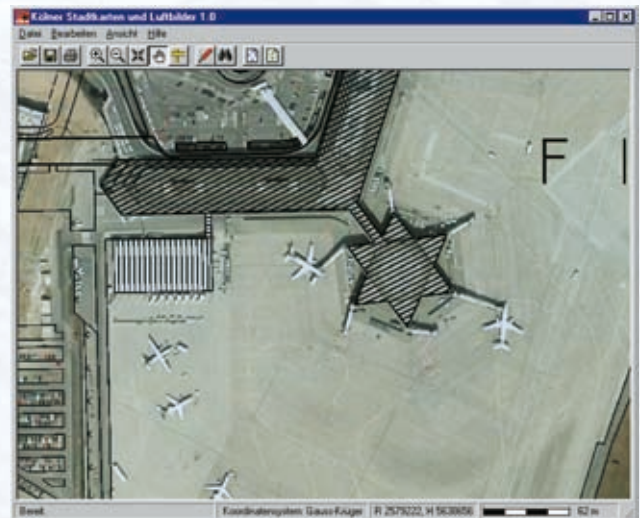 Kölner Stadtkarten und Luftbilder 1.0
Datei Bearbeiten Ansicht Hilfe
F I
Bereit Koordinatensystem: Gauss-Krüger R 2579222, H 5638656 62 m